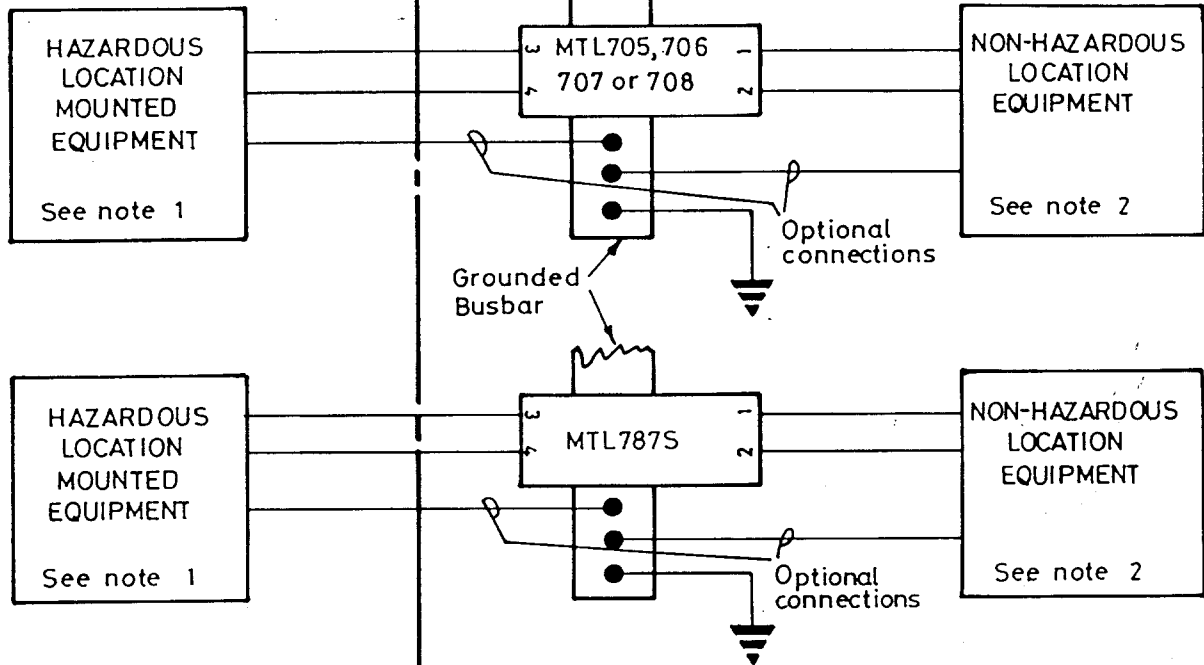 HAZARDOUS
LOCATION
MOUNTED
EQUIPMENT
See note 1
3
4
MTL705,706
707 or 708
1
2
NON-HAZARDOUS
LOCATION
EQUIPMENT
See note 2
Optional
connections
Grounded
Busbar
HAZARDOUS
LOCATION
MOUNTED
EQUIPMENT
See note 1
3
4
MTL787S
1
2
NON-HAZARDOUS
LOCATION
EQUIPMENT
See note 2
Optional
connections